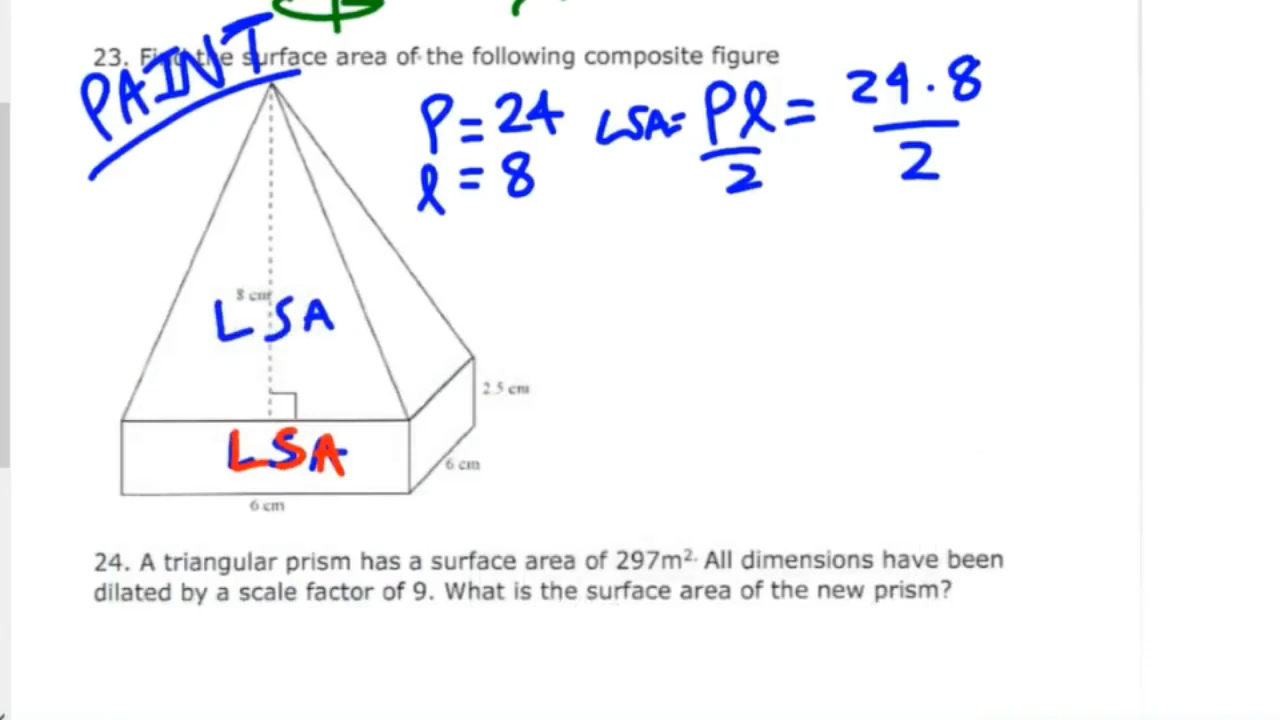 23. Find the surface area of the following composite figure
PAINT
P = 24
l = 8
LSA = Pl/2 = 24 · 8/2
8 cm
LSA
2.5 cm
LSA
6 cm
6 cm
24. A triangular prism has a surface area of 297m². All dimensions have been
dilated by a scale factor of 9. What is the surface area of the new prism?